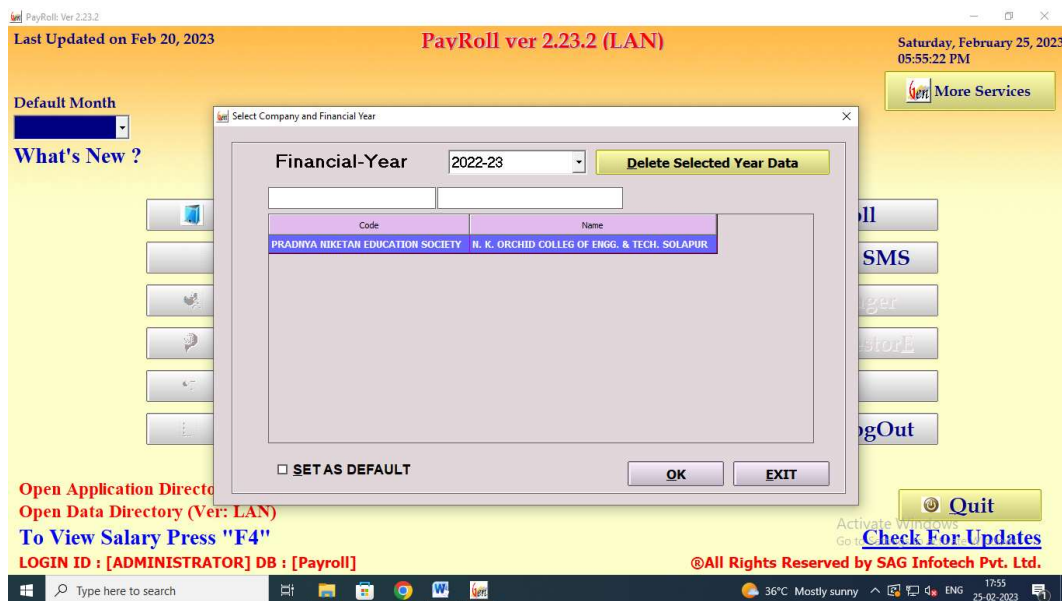 PayRoll: Ver 2.23.2
Last Updated on Feb 20, 2023
PayRoll ver 2.23.2 (LAN)
Saturday, February 25, 2023
05:55:22 PM
Gen More Services
Default Month
What's New ?
Select Company and Financial Year
Financial-Year 2022-23 Delete Selected Year Data
Code Name
PRADNYA NIKETAN EDUCATION SOCIETY N. K. ORCHID COLLEG OF ENGG. & TECH. SOLAPUR
SMS
SET AS DEFAULT
OK EXIT
Open Application Directo
Open Data Directory (Ver: LAN)
Quit
To View Salary Press "F4"
Activate Windows
Check For Updates
LOGIN ID : [ADMINISTRATOR] DB : [Payroll]
®All Rights Reserved by SAG Infotech Pvt. Ltd.
Type here to search
36°C Mostly sunny ENG 17:55
25-02-2023